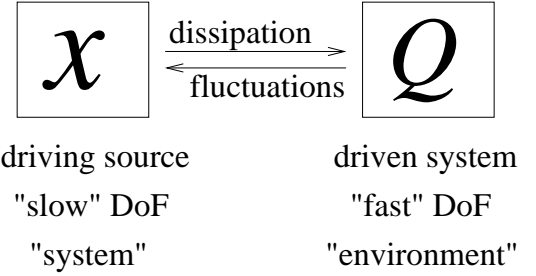 x
dissipation
fluctuations
Q
driving source
driven system
"slow" DoF
"fast" DoF
"system"
"environment"